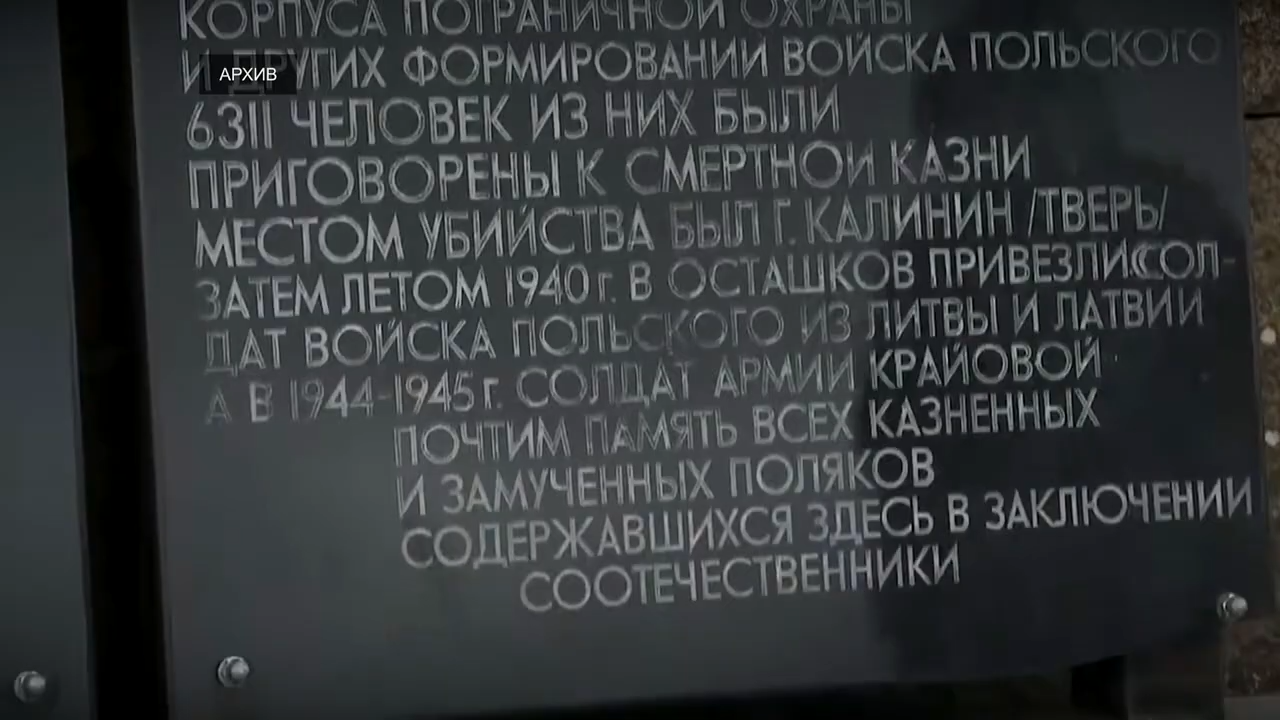 КОРПУСА ПОГРАНИЧНОЙ ОХРАНЫ
И ДРУГИХ ФОРМИРОВАНИИ ВОЙСКА ПОЛЬСКОГО
АРХИВ
6311 ЧЕЛОВЕК ИЗ НИХ БЫЛИ
ПРИГОВОРЕНЫ К СМЕРТНОЙ КАЗНИ
МЕСТОМ УБИЙСТВА БЫЛ Г. КАЛИНИН /ТВЕРЬ/
ЗАТЕМ ЛЕТОМ 1940 г. В ОСТАШКОВ ПРИВЕЗЛИ СОЛ-
ДАТ ВОЙСКА ПОЛЬСКОГО ИЗ ЛИТВЫ И ЛАТВИИ
А В 1944-1945 г. СОЛДАТ АРМИИ КРАЙОВОЙ
ПОЧТИМ ПАМЯТЬ ВСЕХ КАЗНЕННЫХ
И ЗАМУЧЕННЫХ ПОЛЯКОВ
СОДЕРЖАВШИХСЯ ЗДЕСЬ В ЗАКЛЮЧЕНИИ
СООТЕЧЕСТВЕННИКИ